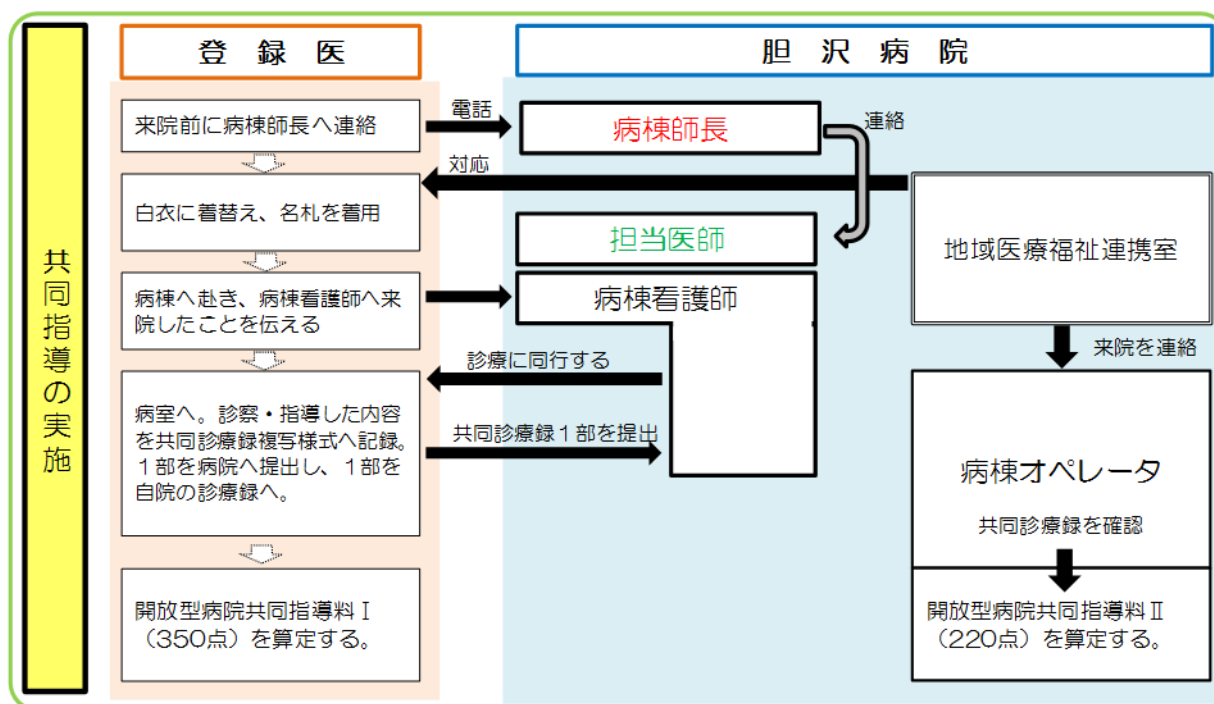 共同指導の実施
登録医
胆沢病院
来院前に病棟師長へ連絡
電話
病棟師長
連絡
対応
白衣に着替え、名札を着用
担当医師
地域医療福祉連携室
病棟へ赴き、病棟看護師へ来
院したことを伝える
病棟看護師
来院を連絡
診療に同行する
病室へ。診察・指導した内容
を共同診療録複写様式へ記録。
1部を病院へ提出し、1部を
自院の診療録へ。
共同診療録1部を提出
病棟オペレータ
共同診療録を確認
開放型病院共同指導料Ⅰ
(350点)を算定する。
開放型病院共同指導料Ⅱ
(220点)を算定する。